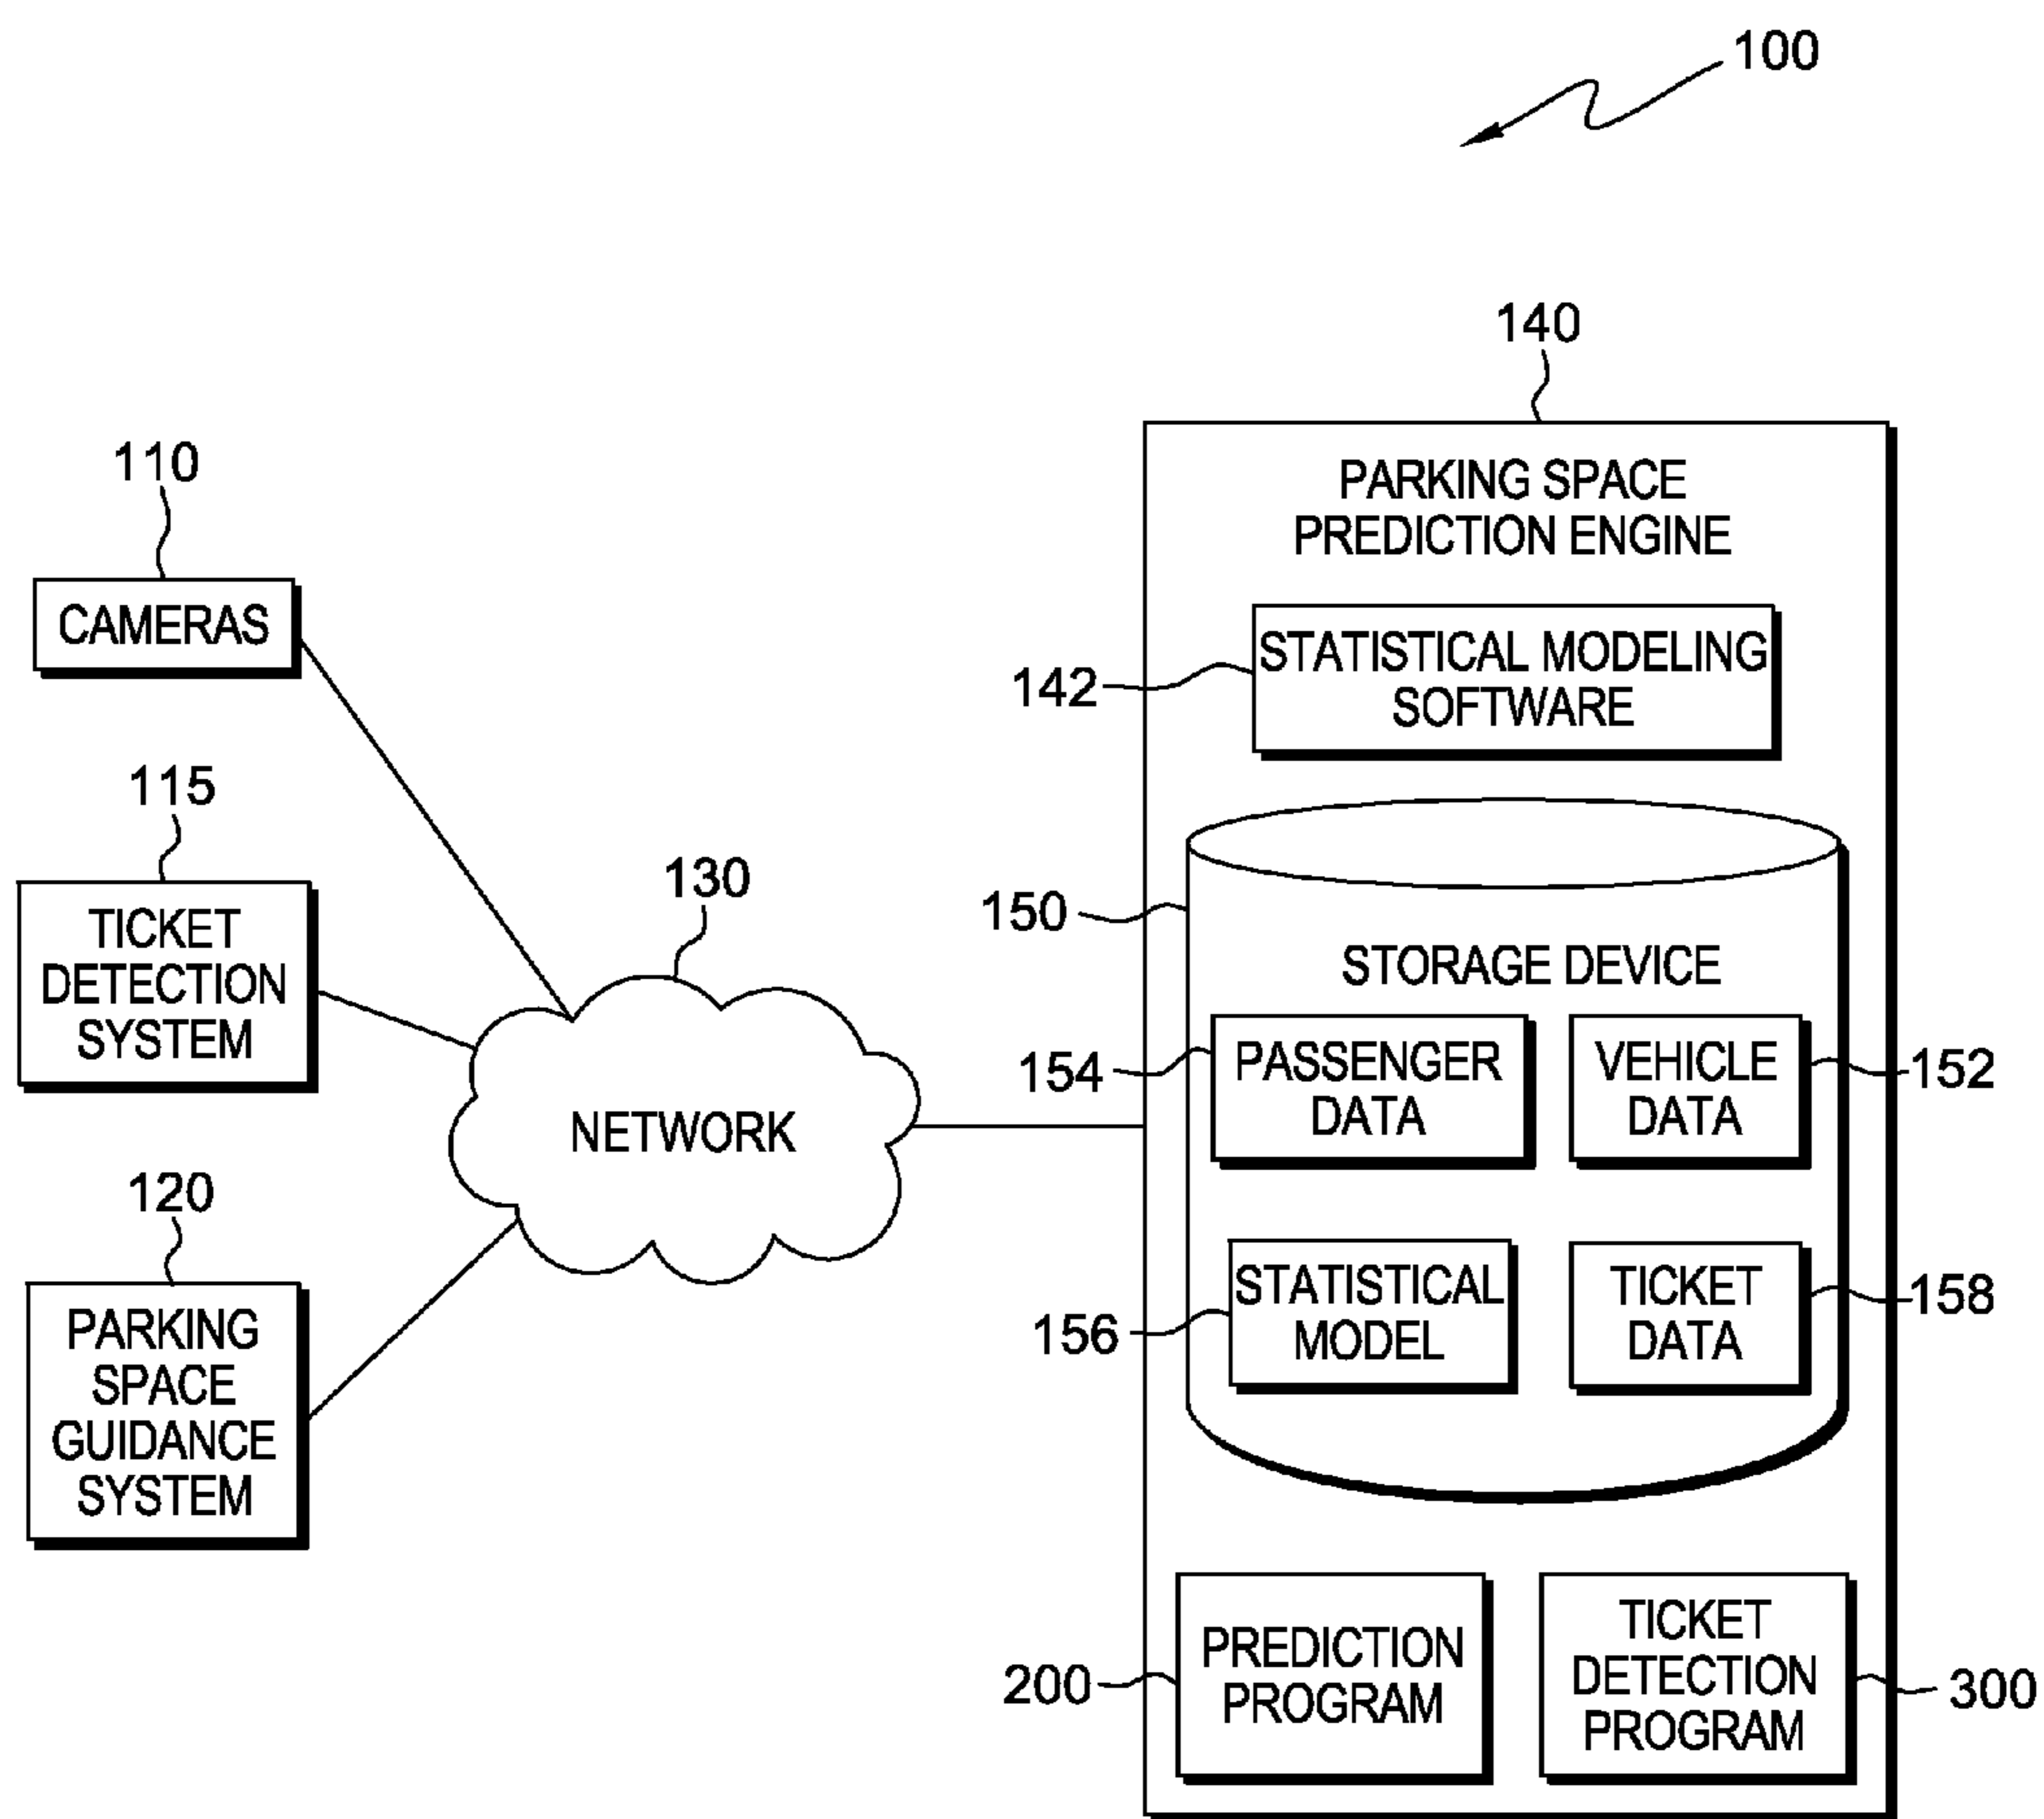 100
140
PARKING SPACE
PREDICTION ENGINE
110
CAMERAS
142
STATISTICAL MODELING
SOFTWARE
115
TICKET
DETECTION
SYSTEM
130
NETWORK
150
STORAGE DEVICE
154
PASSENGER
DATA
VEHICLE
DATA
152
120
PARKING
SPACE
GUIDANCE
SYSTEM
156
STATISTICAL
MODEL
TICKET
DATA
158
200
PREDICTION
PROGRAM
TICKET
DETECTION
PROGRAM
300